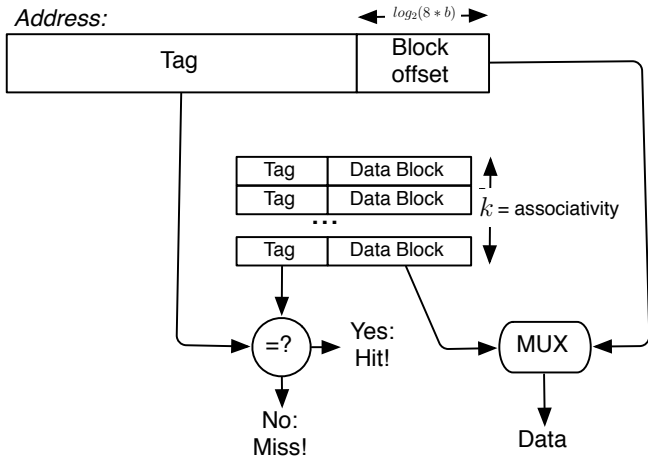 Address:
log₂(8 * b)
Tag
Block
offset
Tag
Data Block
Tag
Data Block
...
Tag
Data Block
k = associativity
=?
Yes:
Hit!
No:
Miss!
MUX
Data